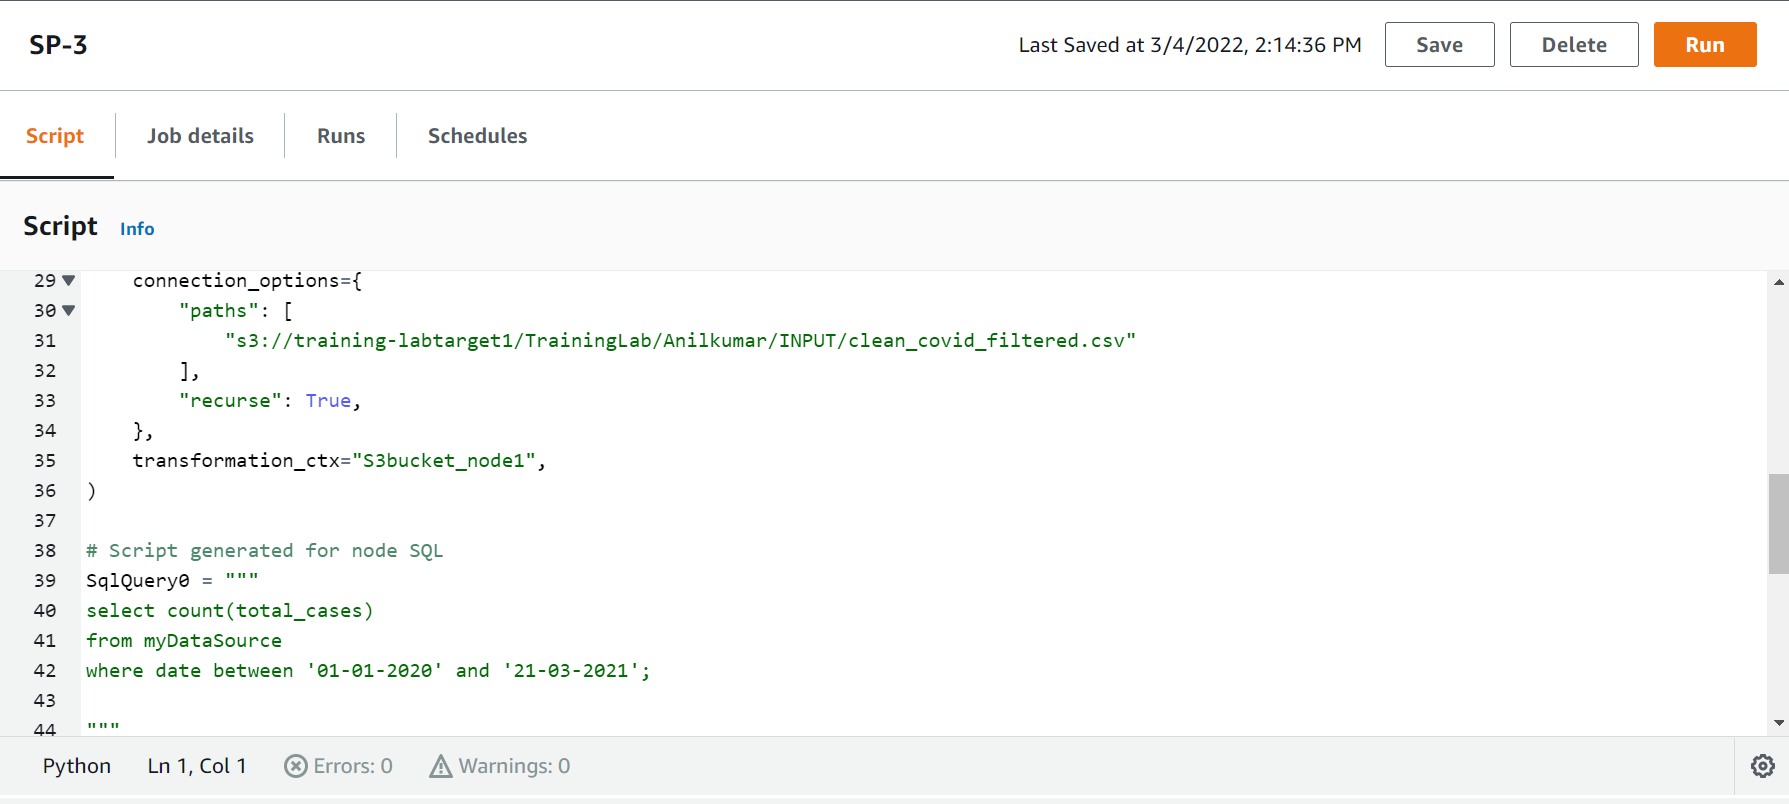 SP-3
Last Saved at 3/4/2022, 2:14:36 PM
Save
Delete
Run
Script
Job details
Runs
Schedules
Script Info
29 connection_options={
30 "paths": [
31 "s3://training-labtarget1/TrainingLab/Anilkumar/INPUT/clean_covid_filtered.csv"
32 ],
33 "recurse": True,
34 },
35 transformation_ctx="S3bucket_node1",
36 )
37
38 # Script generated for node SQL
39 SqlQuery0 = """
40 select count(total_cases)
41 from myDataSource
42 where date between '01-01-2020' and '21-03-2021';
43
44 """
Python Ln 1, Col 1 Errors: 0 Warnings: 0